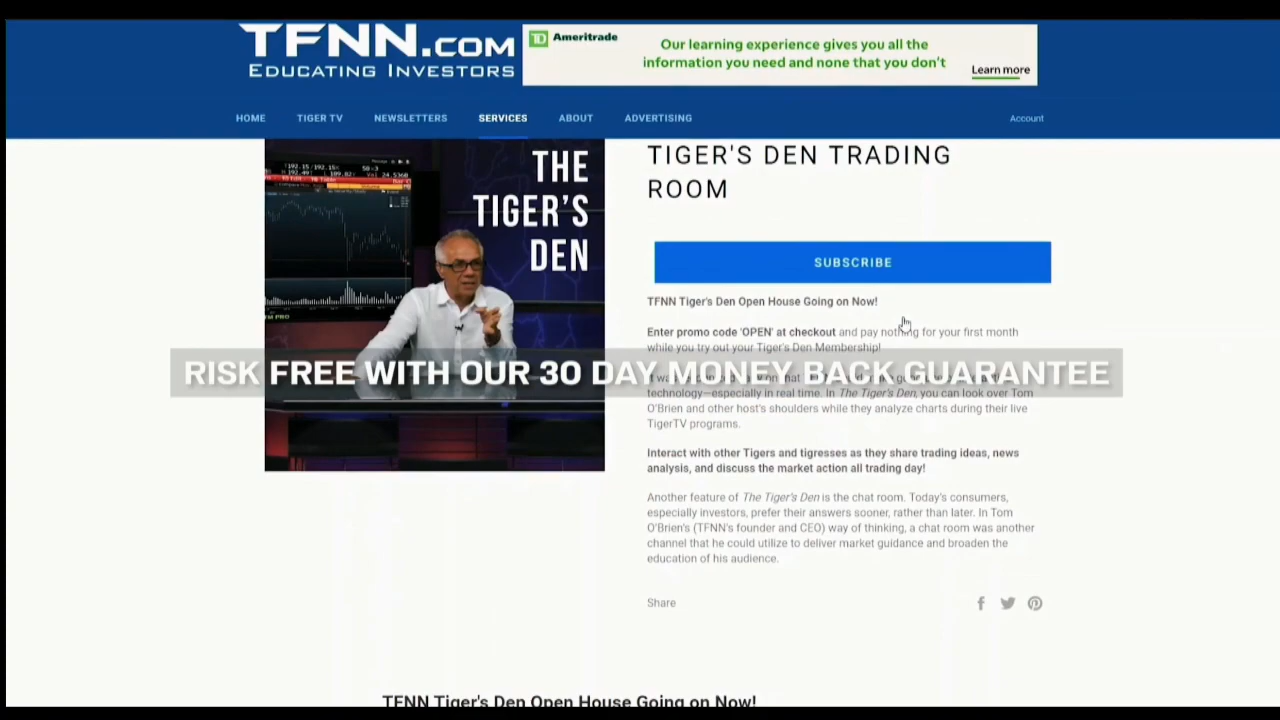 TFNN.COM
EDUCATING INVESTORS
TD Ameritrade
Our learning experience gives you all the
information you need and none that you don't
Learn more
HOME TIGER TV NEWSLETTERS SERVICES ABOUT ADVERTISING Account
THE
TIGER'S
DEN
TIGER'S DEN TRADING
ROOM
SUBSCRIBE
TFNN Tiger's Den Open House Going on Now!
Enter promo code 'OPEN' at checkout and pay nothing for your first month
while you try out your Tiger's Den Membership!
RISK FREE WITH OUR 30 DAY MONEY BACK GUARANTEE
technology—especially in real time. In The Tiger's Den, you can look over Tom
O'Brien and other host's shoulders while they analyze charts during their live
TigerTV programs.
Interact with other Tigers and tigresses as they share trading ideas, news
analysis, and discuss the market action all trading day!
Another feature of The Tiger's Den is the chat room. Today's consumers,
especially investors, prefer their answers sooner, rather than later. In Tom
O'Brien's (TFNN's founder and CEO) way of thinking, a chat room was another
channel that he could utilize to deliver market guidance and broaden the
education of his audience.
Share
TFNN Tiger's Den Open House Going on Now!